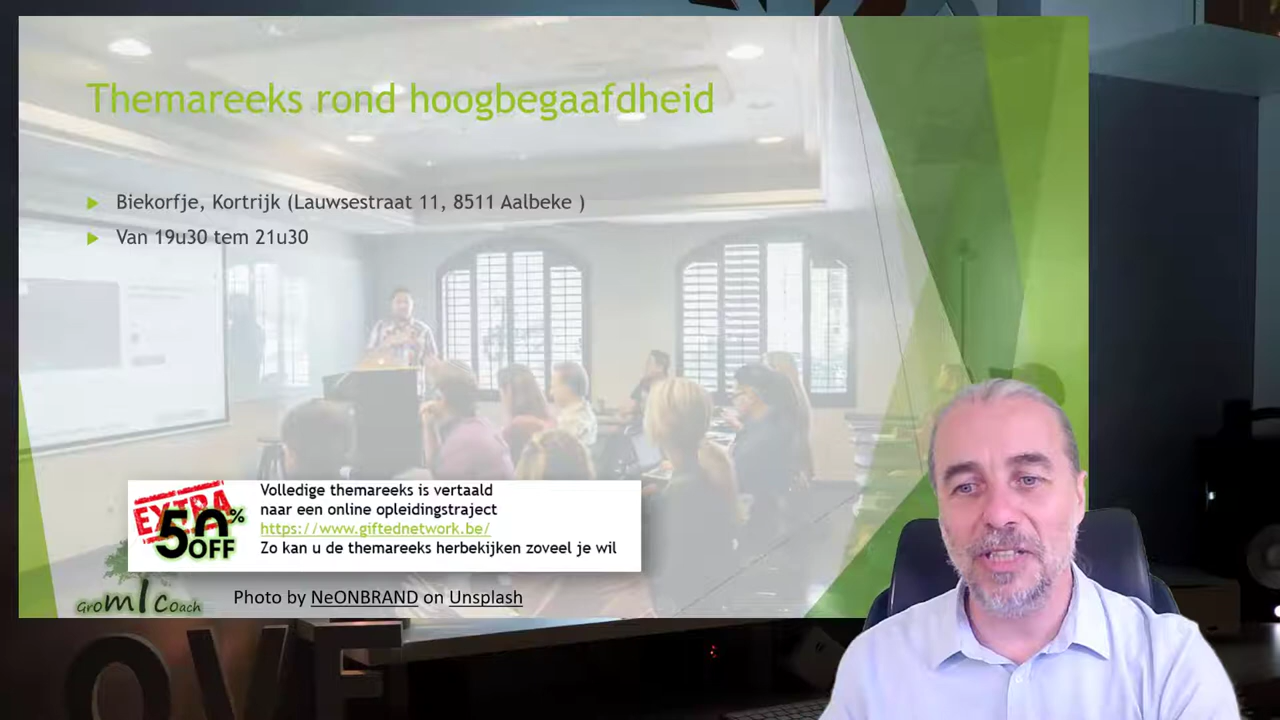 Themareeks rond hoogbegaafdheid
Biekorfje, Kortrijk (Lauwsestraat 11, 8511 Aalbeke )
Van 19u30 tem 21u30
EXTRA
50%
OFF
Volledige themareeks is vertaald
naar een online opleidingstraject
https://www.giftednetwork.be/
Zo kan u de themareeks herbekijken zoveel je wil
GroMICoach
Photo by NeONBRAND on Unsplash
OVE